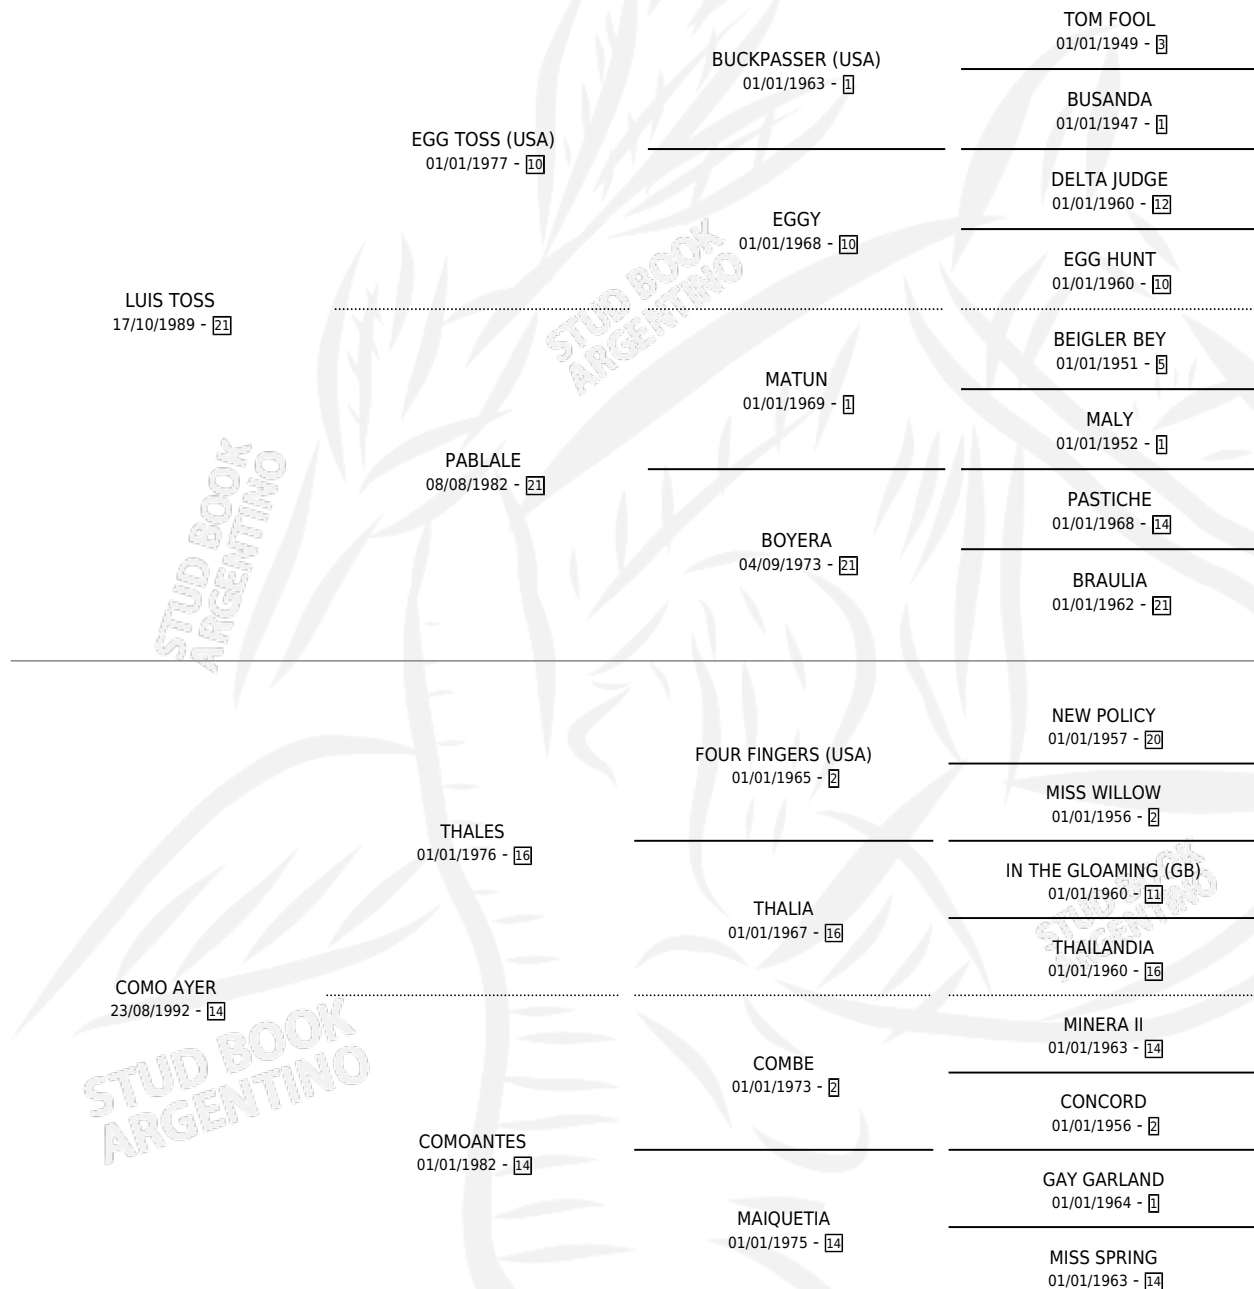 TOM FOOL
01/01/1949 - 3
BUCKPASSER (USA)
01/01/1963 - 1
BUSANDA
01/01/1947 - 1
EGG TOSS (USA)
01/01/1977 - 10
DELTA JUDGE
01/01/1960 - 12
EGGY
01/01/1968 - 10
EGG HUNT
01/01/1960 - 10
LUIS TOSS
17/10/1989 - 21
BEIGLER BEY
01/01/1951 - 5
MATUN
01/01/1969 - 1
MALY
01/01/1952 - 1
PABLALE
08/08/1982 - 21
PASTICHE
01/01/1968 - 14
BOYERA
04/09/1973 - 21
BRAULIA
01/01/1962 - 21
NEW POLICY
01/01/1957 - 20
FOUR FINGERS (USA)
01/01/1965 - 2
MISS WILLOW
01/01/1956 - 2
THALES
01/01/1976 - 16
IN THE GLOAMING (GB)
01/01/1960 - 11
THALIA
01/01/1967 - 16
THAILANDIA
01/01/1960 - 16
COMO AYER
23/08/1992 - 14
MINERA II
01/01/1963 - 14
COMBE
01/01/1973 - 2
CONCORD
01/01/1956 - 2
COMOANTES
01/01/1982 - 14
GAY GARLAND
01/01/1964 - 1
MAIQUETIA
01/01/1975 - 14
MISS SPRING
01/01/1963 - 14
STUD BOOK
ARGENTINO
STUD BOOK
ARGENTINO
STUD BOOK
ARGENTINO
STUD BOOK
ARGENTINO